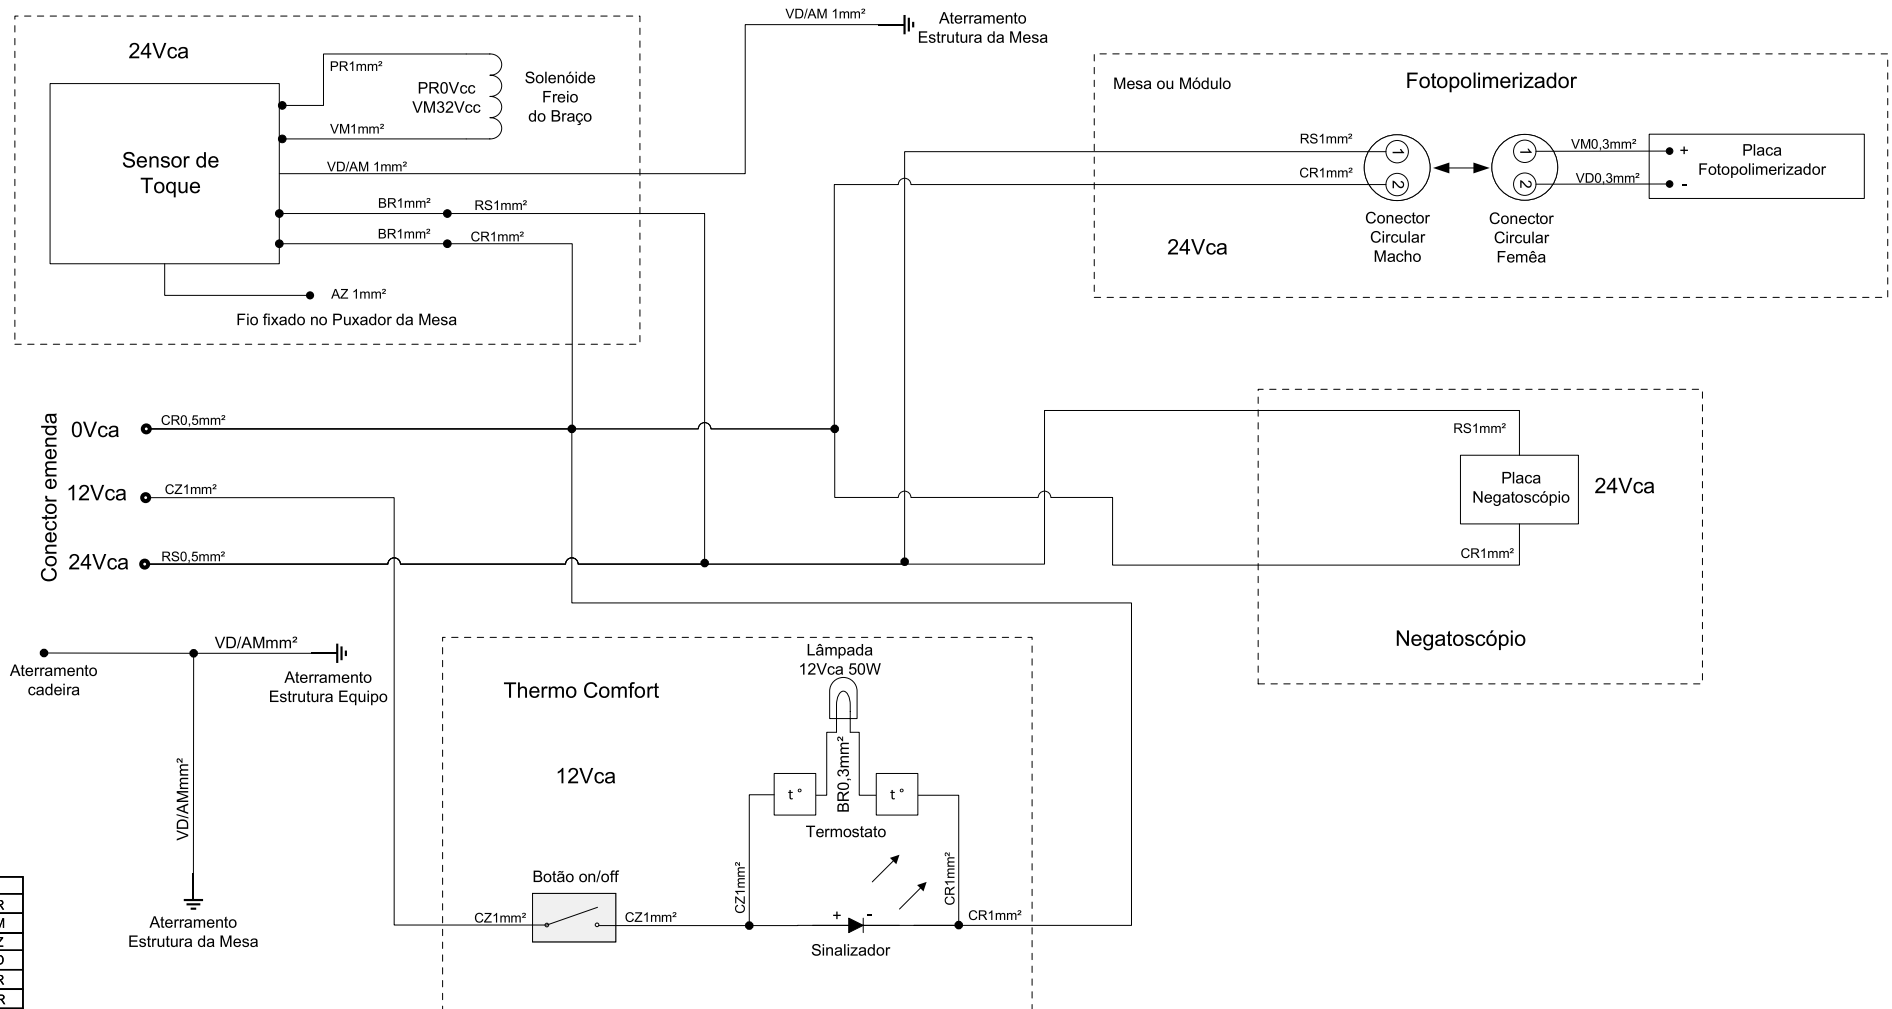 24Vca
PR1mm²
PR0Vcc
VM32Vcc
Solenóide
Freio
do Braço
VM1mm²
Sensor de
Toque
VD/AM 1mm²
BR1mm²
RS1mm²
BR1mm²
CR1mm²
AZ 1mm²
Fio fixado no Puxador da Mesa
VD/AM 1mm²
Aterramento
Estrutura da Mesa
Mesa ou Módulo
Fotopolimerizador
RS1mm²
CR1mm²
1
2
1
2
VM0,3mm²
VD0,3mm²
+
-
Placa
Fotopolimerizador
Conector
Circular
Macho
Conector
Circular
Femêa
24Vca
Conector emenda
0Vca
CR0,5mm²
12Vca
CZ1mm²
24Vca
RS0,5mm²
RS1mm²
Placa
Negatoscópio
24Vca
CR1mm²
Negatoscópio
VD/AMmm²
Aterramento
cadeira
Aterramento
Estrutura Equipo
VD/AMmm²
Aterramento
Estrutura da Mesa
Thermo Comfort
Lâmpada
12Vca 50W
12Vca
BR0,3mm²
t °
t °
Termostato
Botão on/off
CZ1mm²
CZ1mm²
CZ1mm²
CR1mm²
+
-
CR1mm²
Sinalizador
R
M
Z
R
R